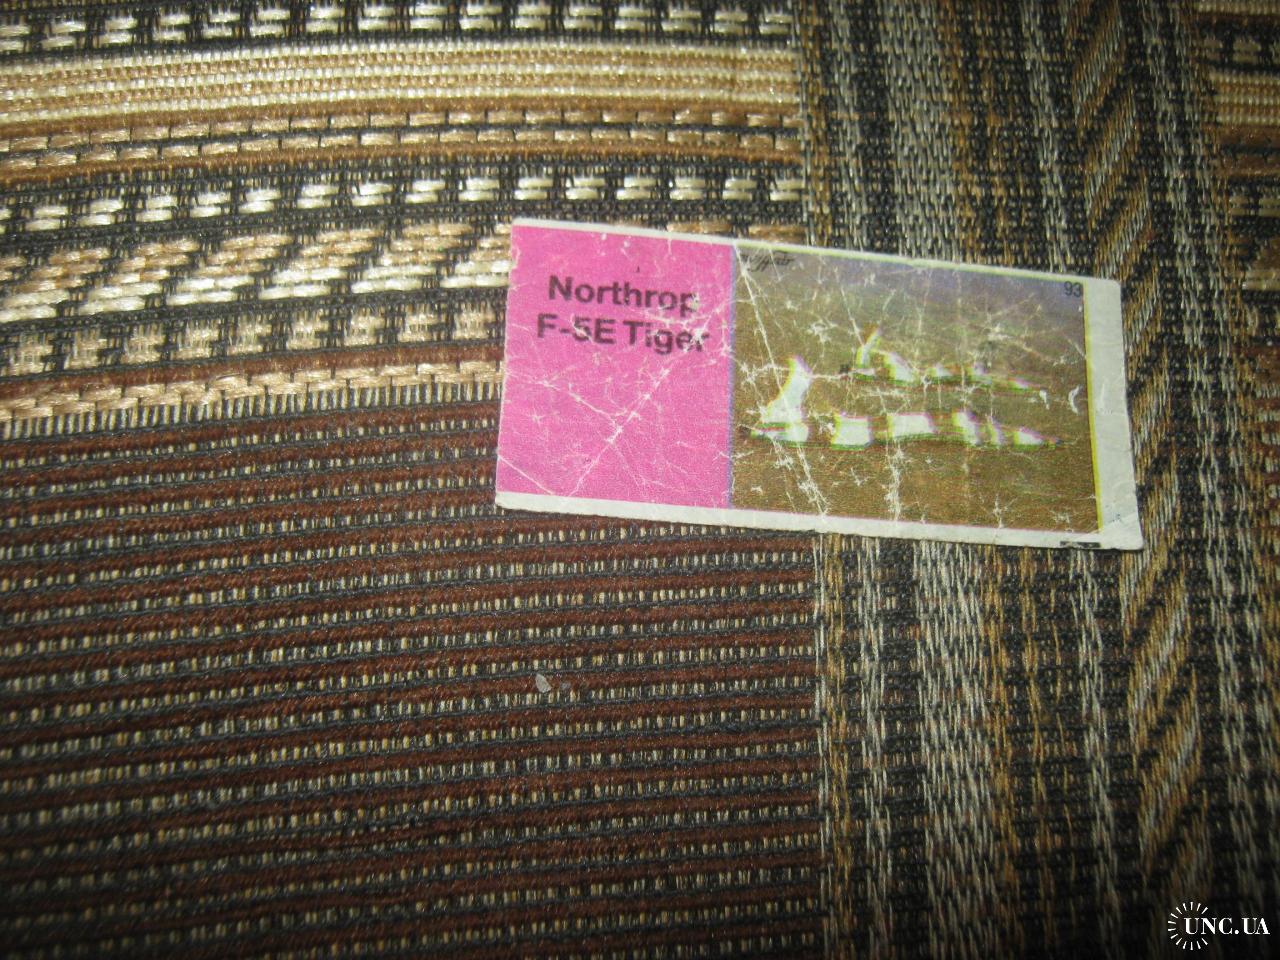 Northrop
F-5E Tiger
93
UNC.UA